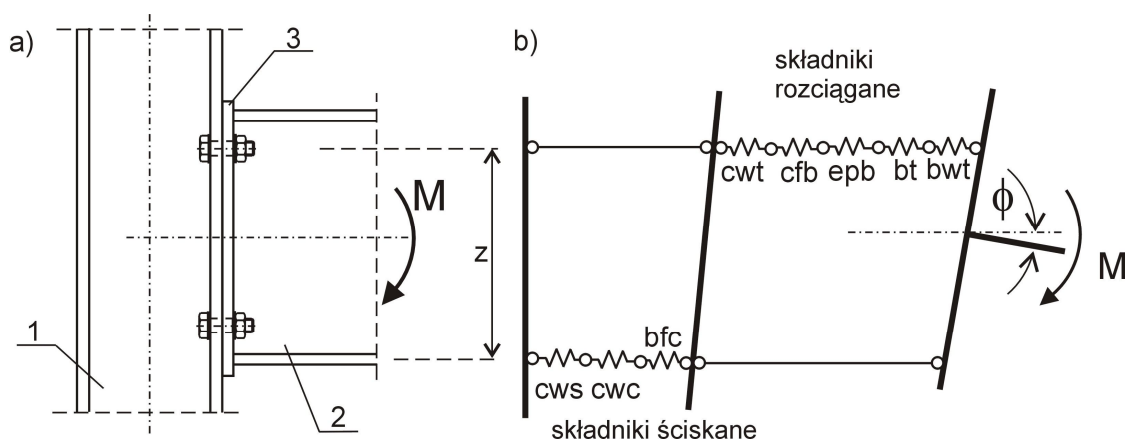 a)
3
M
z
1
2
b)
składniki
rozciągane
cwt cfb epb bt bwt
ϕ
M
bfc
cws cwc
składniki ściskane